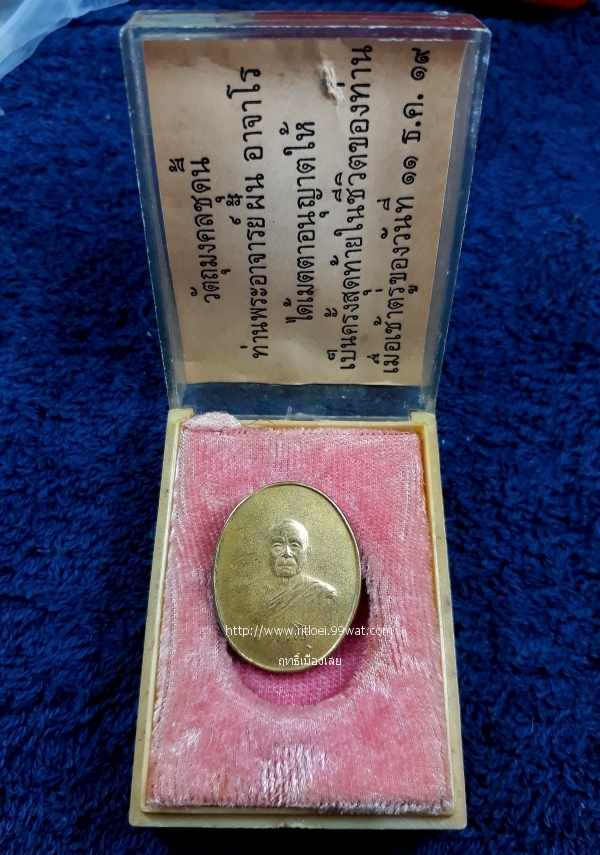 วัตถุมงคลชุดนี้
ท่านพระอาจารย์ ฝั้น อาจาโร
ได้เมตตาอนุญาตให้
เป็นครั้งสุดท้ายในชีวิตของท่าน
เมื่อเช้าตรู่ของวันที่ ๑๑ ธ.ค. ๑๙
http://www.ritloei.99wat.com
ฤทธิ์เมืองเลย